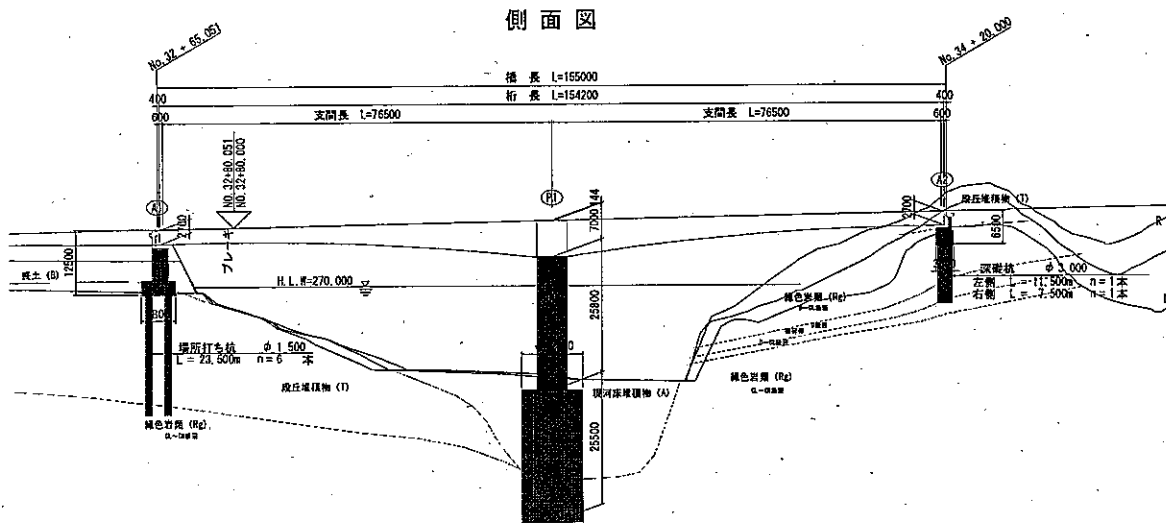 側面図
No.32 + 65.051
No.34 + 20.000
橋 長 L=155000
400
桁 長 L=154200
400
600
支間長 L=76500
支間長 L=76500
600
NO.32+80.051
NO.32+80.000
ブレーキ
P1
A2
2700
144
7000
2700
段丘堆積物 (T)
6500
12500
(B)
H.L.W=270.000
深礎杭 φ3,000
左側 L = 11.500m n=1本
右側 L = 7.500m n=1本
25800
緑色岩類 (Rg)
場所打ち杭 φ1,500
L = 23.500m n=6 本
段丘堆積物 (T)
現河床堆積物 (A)
緑色岩類 (Rg)
緑色岩類 (Rg)
25500